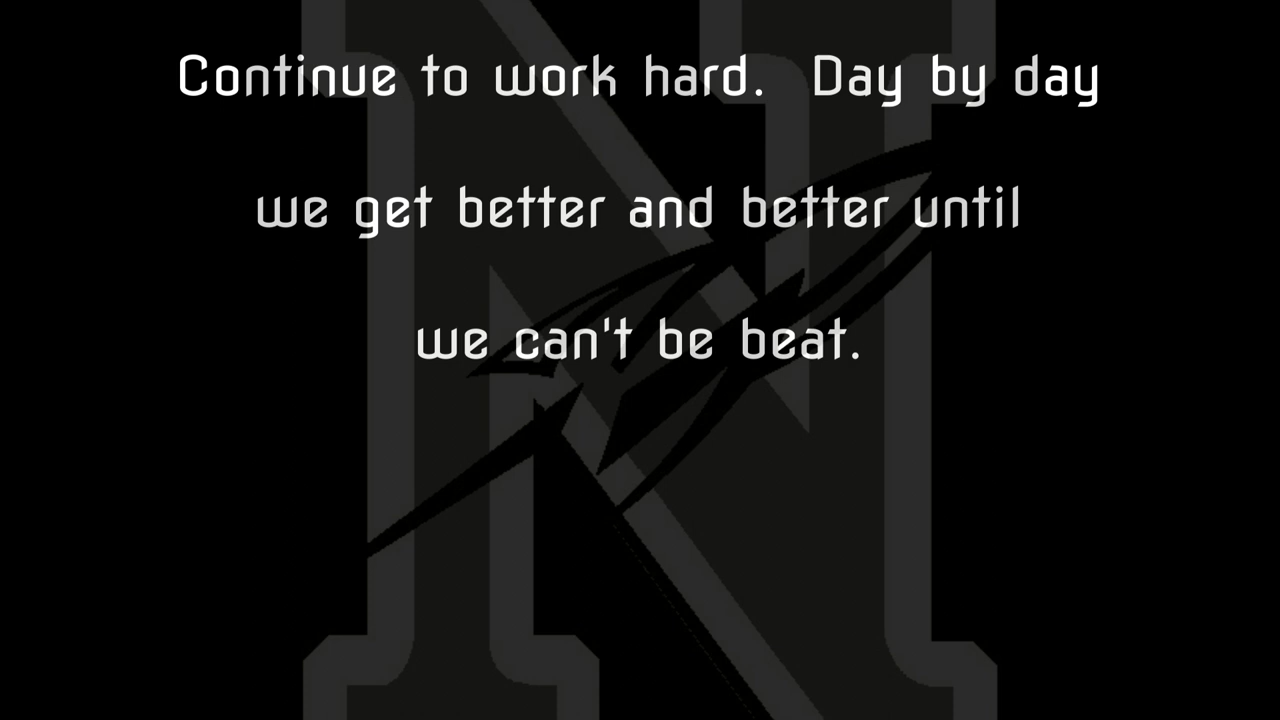 Continue to work hard.  Day by day
we get better and better until
we can't be beat.